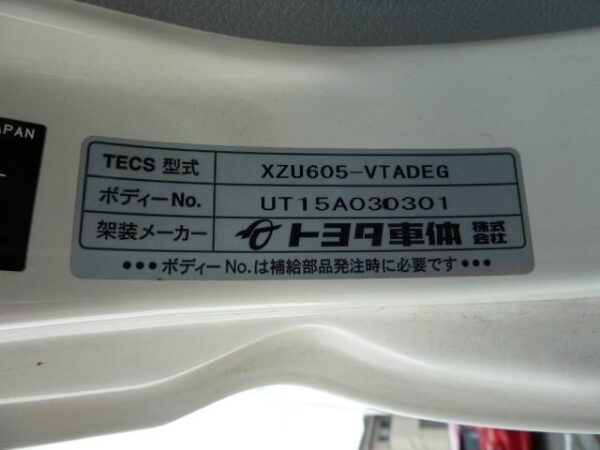 APAN
TECS 型式 XZU605-VTADEG
ボディーNo. UT15A030301
架装メーカー トヨタ車体 株式会社
●●●ボディーNo.は補給部品発注時に必要です●●●